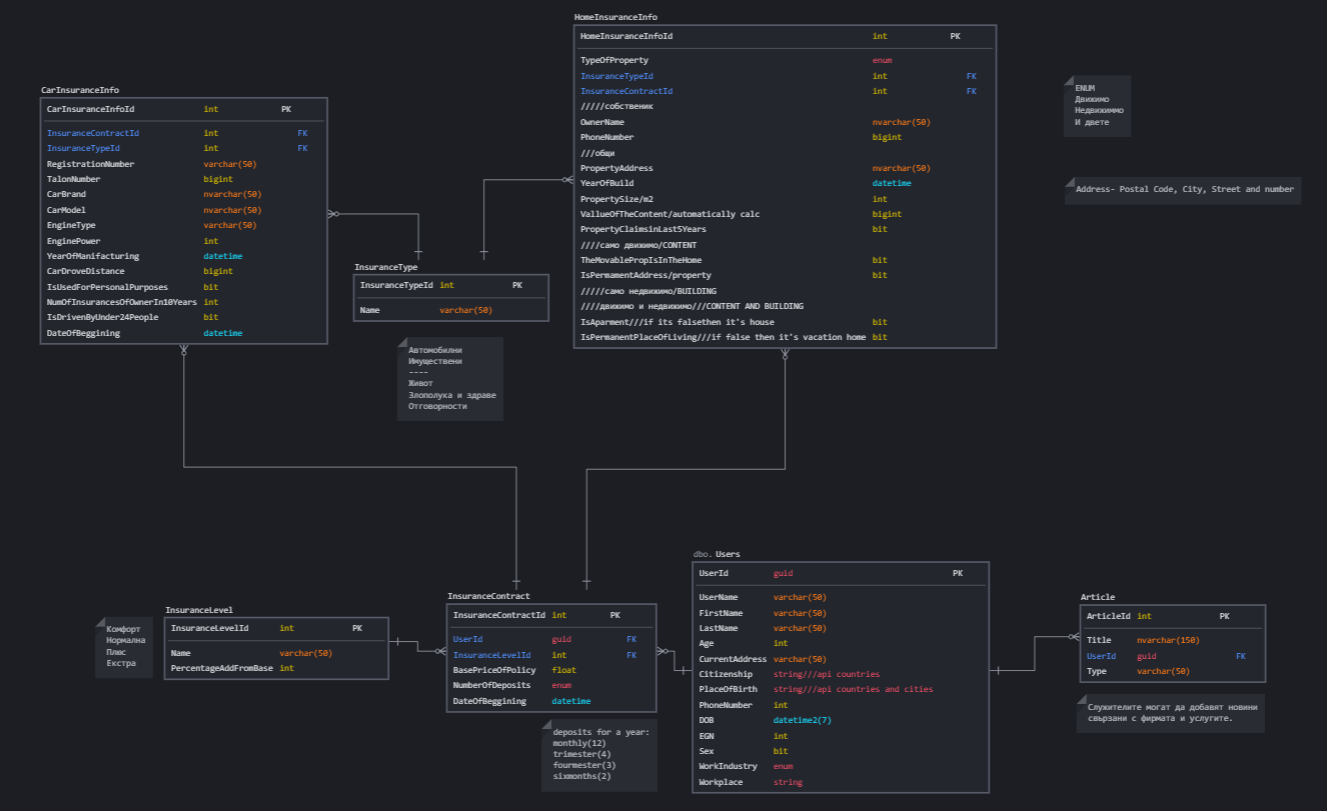 HomeInsuranceInfo
HomeInsuranceInfoId int PK
TypeOfProperty enum
InsuranceTypeId int FK
InsuranceContractId int FK
/////собственик
OwnerName nvarchar(50)
PhoneNumber bigint
///общи
PropertyAddress nvarchar(50)
YearOfBuild datetime
PropertySize/m2 int
VallueOfTheContent/automatically calc bigint
PropertyClaimsinLast5Years bit
////само движимо/CONTENT
TheMovablePropIsInTheHome bit
IsPermamentAddress/property bit
/////само недвижимо/BUILDING
////движимо и недвижимо///CONTENT AND BUILDING
IsAparment///if its falsethen it's house bit
IsPermanentPlaceOfLiving///if false then it's vacation home bit
ENUM
Движимо
Недвижиммо
И двете
Address- Postal Code, City, Street and number
CarInsuranceInfo
CarInsuranceInfoId int PK
InsuranceContractId int FK
InsuranceTypeId int FK
RegistrationNumber varchar(50)
TalonNumber bigint
CarBrand nvarchar(50)
CarModel nvarchar(50)
EngineType varchar(50)
EnginePower int
YearOfManifacturing datetime
CarDroveDistance bigint
IsUsedForPersonalPurposes bit
NumOfInsurancesOfOwnerIn10Years int
IsDrivenByUnder24People bit
DateOfBeggining datetime
InsuranceType
InsuranceTypeId int PK
Name varchar(50)
Автомобилни
Имуществени
----
Живот
Злополука и здраве
Отговорности
InsuranceLevel
InsuranceLevelId int PK
Name varchar(50)
PercentageAddFromBase int
Комфорт
Нормална
Плюс
Екстра
InsuranceContract
InsuranceContractId int PK
UserId guid FK
InsuranceLevelId int FK
BasePriceOfPolicy float
NumberOfDeposits enum
DateOfBeggining datetime
deposits for a year:
monthly(12)
trimester(4)
fourmester(3)
sixmonths(2)
dbo. Users
UserId guid PK
UserName varchar(50)
FirstName varchar(50)
LastName varchar(50)
Age int
CurrentAddress varchar(50)
Citizenship string///api countries
PlaceOfBirth string///api countries and cities
PhoneNumber int
DOB datetime2(7)
EGN int
Sex bit
WorkIndustry enum
Workplace string
Article
ArticleId int PK
Title nvarchar(150)
UserId guid FK
Type varchar(50)
Служителите могат да добавят новини
свързани с фирмата и услугите.